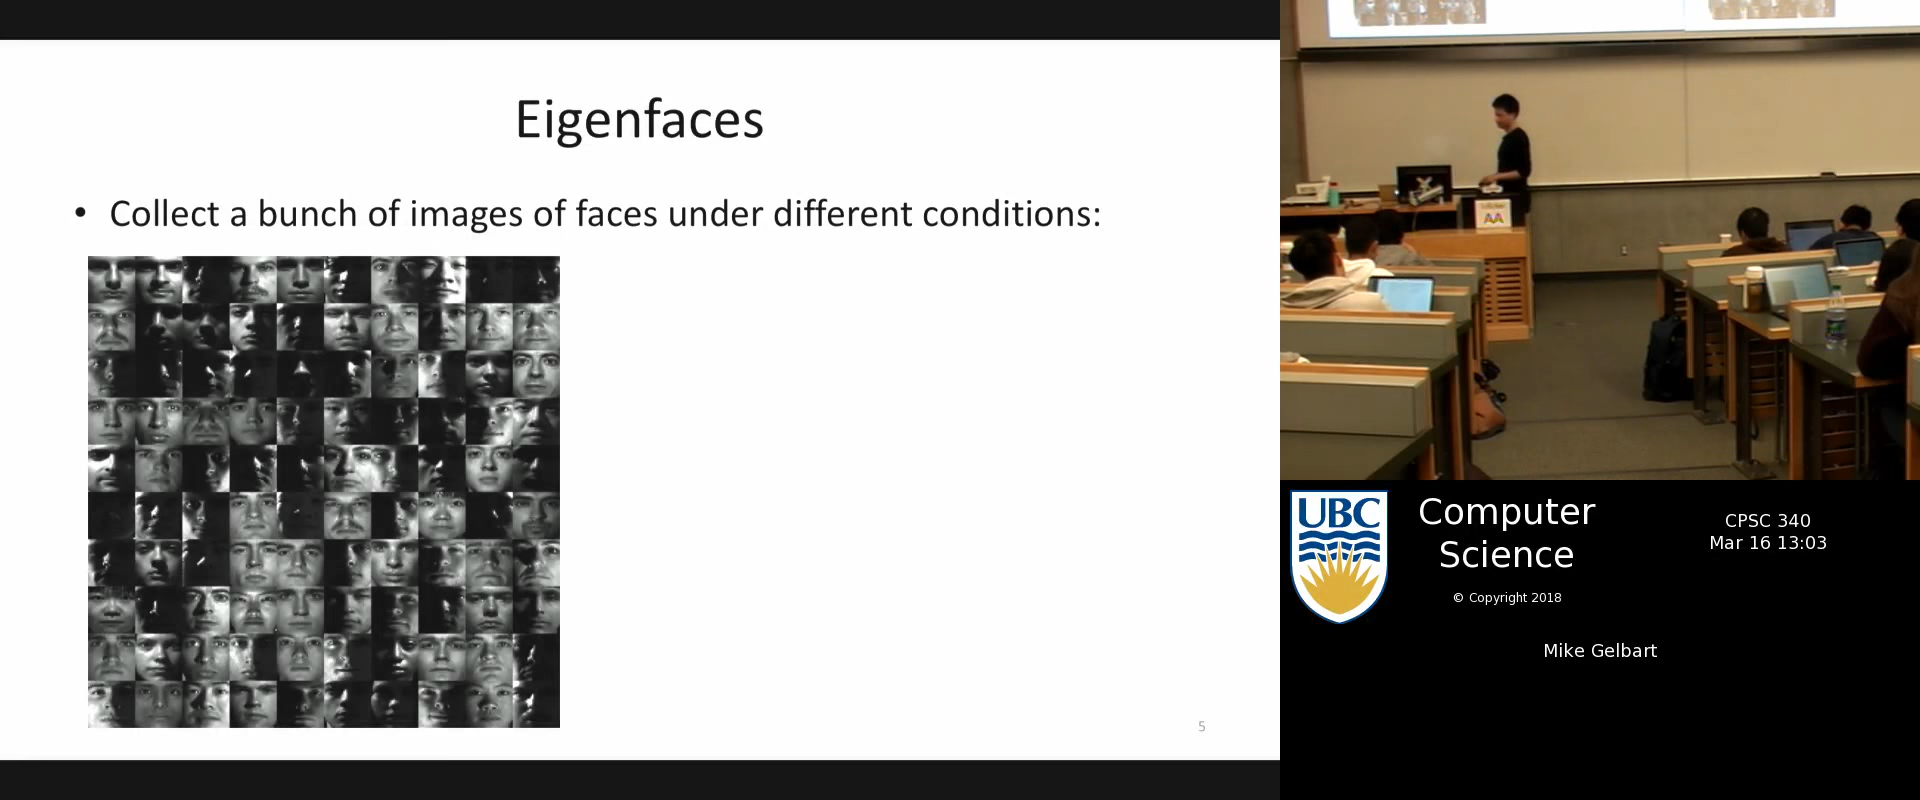 Eigenfaces
• Collect a bunch of images of faces under different conditions:
5
UBC
Computer
Science
© Copyright 2018
CPSC 340
Mar 16 13:03
Mike Gelbart